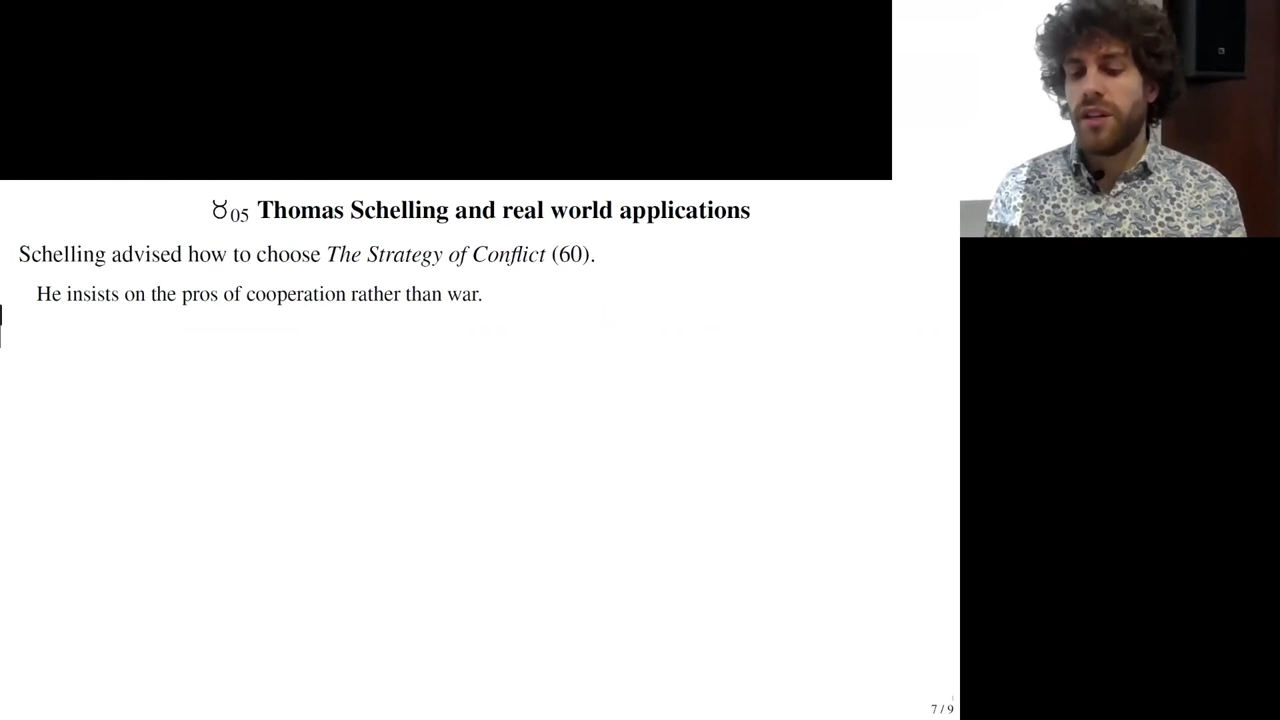 ♉05 Thomas Schelling and real world applications
Schelling advised how to choose The Strategy of Conflict (60).
He insists on the pros of cooperation rather than war.
7 / 9